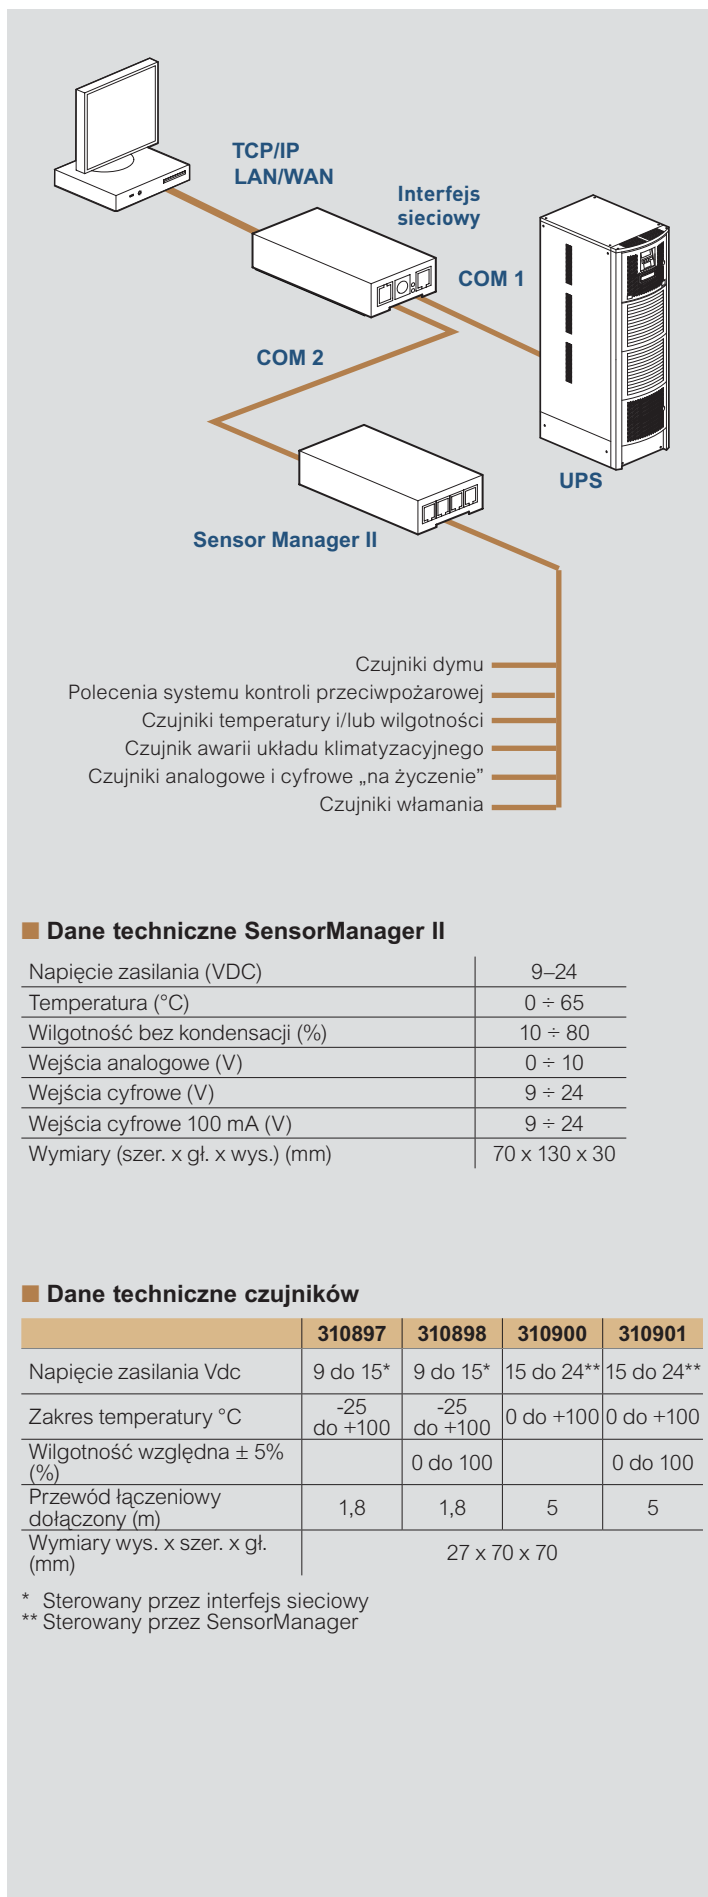 TCP/IP
LAN/WAN
Interfejs
sieciowy
COM 1
COM 2
UPS
Sensor Manager II
Czujniki dymu
Polecenia systemu kontroli przeciwpożarowej
Czujniki temperatury i/lub wilgotności
Czujnik awarii układu klimatyzacyjnego
Czujniki analogowe i cyfrowe „na życzenie”
Czujniki włamania
Dane techniczne SensorManager II
Napięcie zasilania (VDC) 9–24
Temperatura (°C) 0 ÷ 65
Wilgotność bez kondensacji (%) 10 ÷ 80
Wejścia analogowe (V) 0 ÷ 10
Wejścia cyfrowe (V) 9 ÷ 24
Wejścia cyfrowe 100 mA (V) 9 ÷ 24
Wymiary (szer. x gł. x wys.) (mm) 70 x 130 x 30
Dane techniczne czujników
310897 310898 310900 310901
Napięcie zasilania Vdc 9 do 15* 9 do 15* 15 do 24** 15 do 24**
Zakres temperatury °C -25 do +100 -25 do +100 0 do +100 0 do +100
Wilgotność względna ± 5%
(%) 0 do 100 0 do 100
Przewód łączeniowy
dołączony (m) 1,8 1,8 5 5
Wymiary wys. x szer. x gł.
(mm) 27 x 70 x 70
* Sterowany przez interfejs sieciowy
** Sterowany przez SensorManager